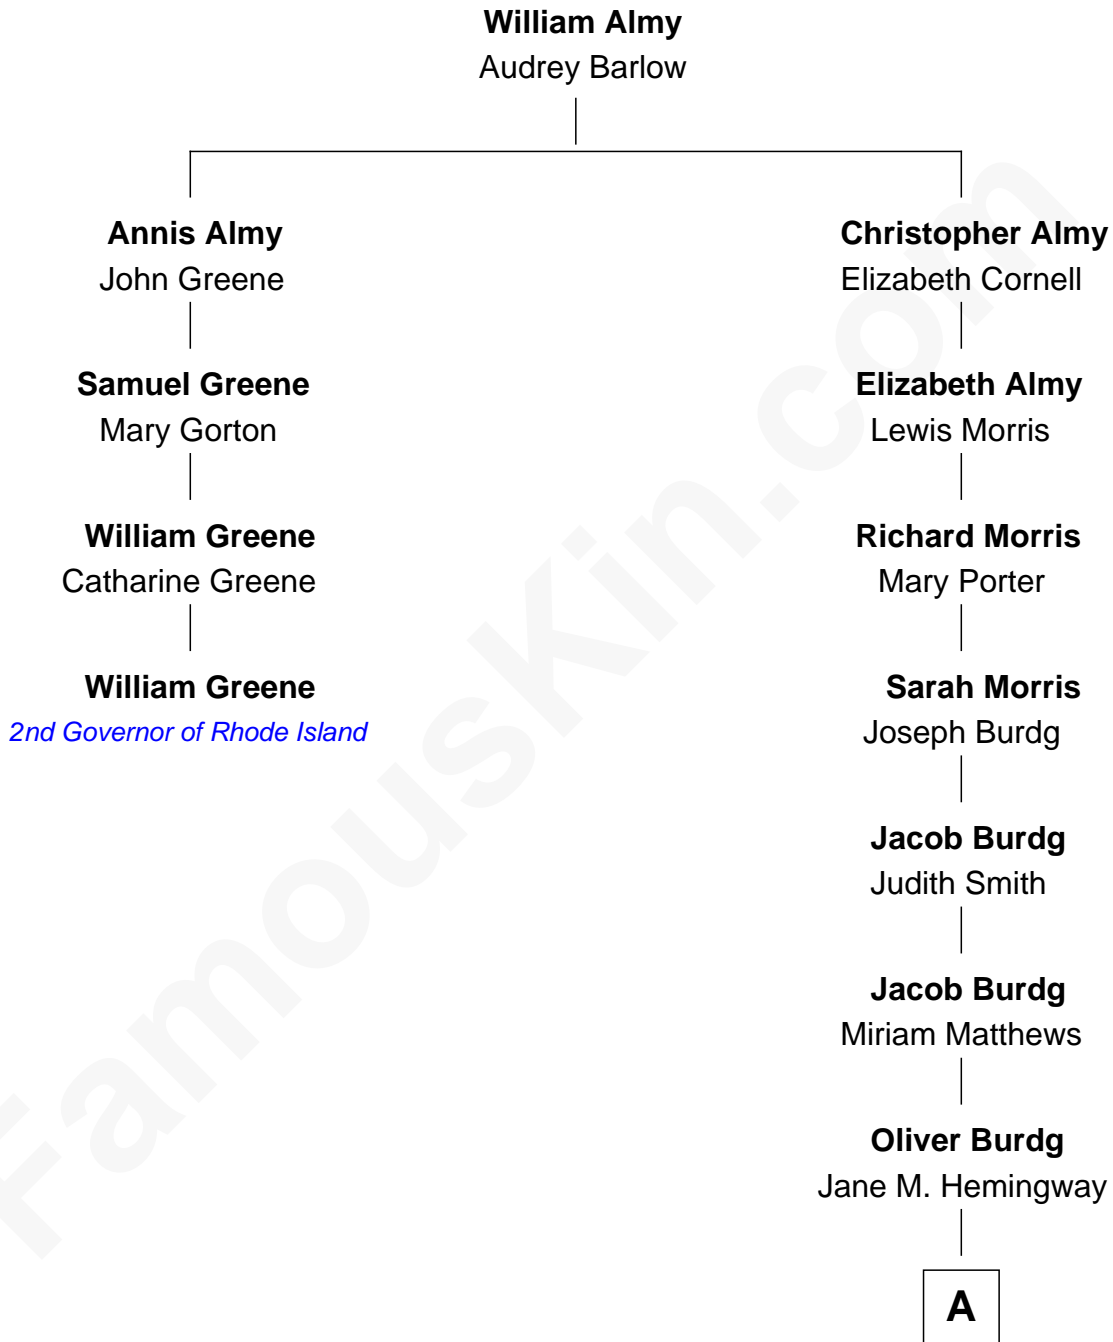 William Almy
Audrey Barlow
Annis Almy
John Greene
Christopher Almy
Elizabeth Cornell
Samuel Greene
Mary Gorton
Elizabeth Almy
Lewis Morris
William Greene
Catharine Greene
Richard Morris
Mary Porter
William Greene
2nd Governor of Rhode Island
Sarah Morris
Joseph Burdg
Jacob Burdg
Judith Smith
Jacob Burdg
Miriam Matthews
Oliver Burdg
Jane M. Hemingway
A
FamousKin.com